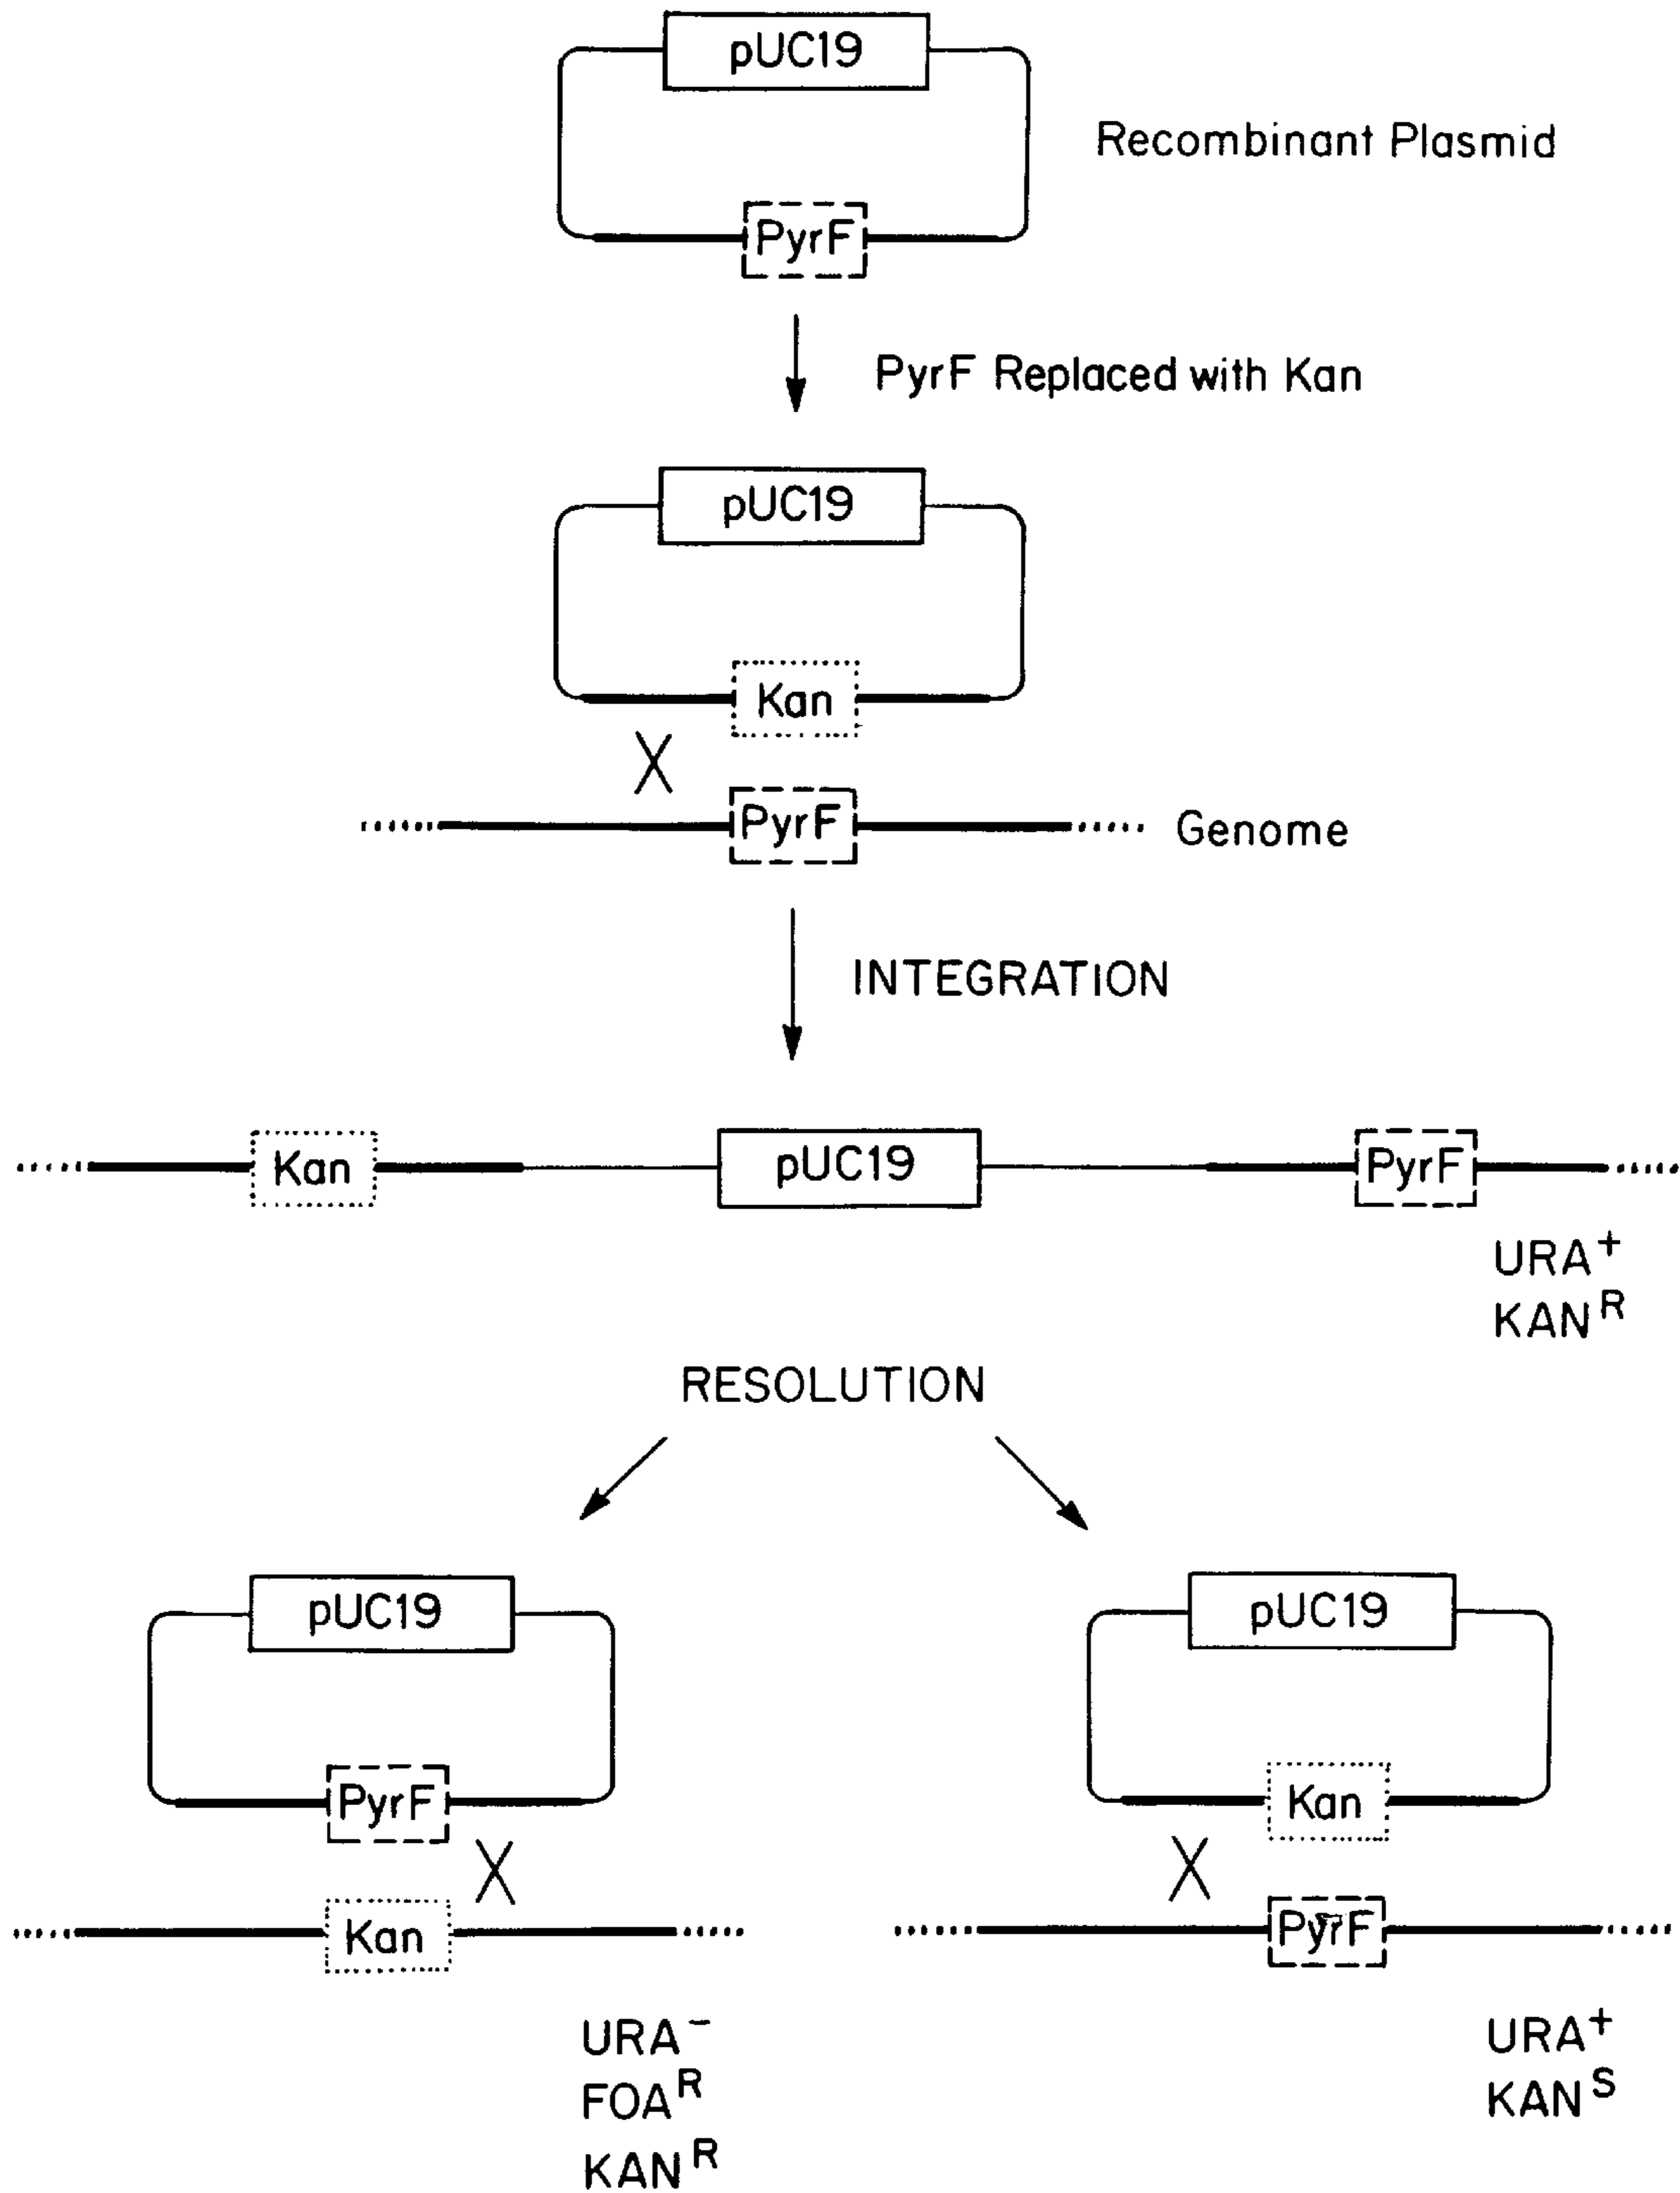 pUC19
Recombinant Plasmid
PyrF
PyrF Replaced with Kan
pUC19
Kan
X
PyrF
Genome
INTEGRATION
Kan
pUC19
PyrF
URA⁺
KANᴿ
RESOLUTION
pUC19
PyrF
X
Kan
URA⁻
FOAᴿ
KANᴿ
pUC19
Kan
X
PyrF
URA⁺
KANˢ